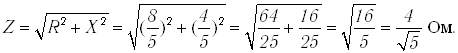 Z = √(R² + X²) = √((8/5)² + (4/5)²) = √(64/25 + 16/25) = √(16/5) = 4/√5 Ом.